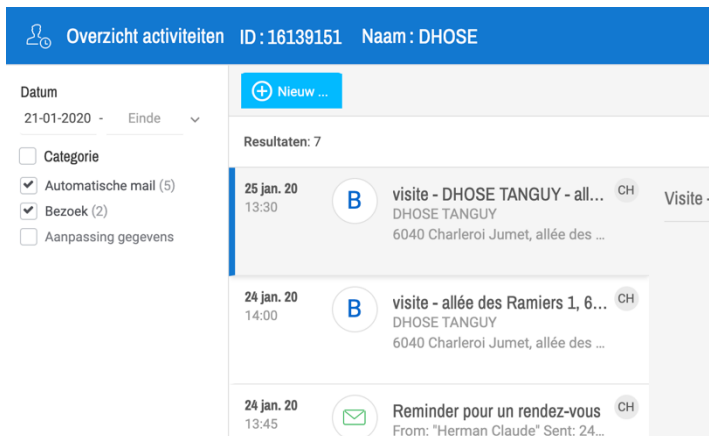 Overzicht activiteiten ID : 16139151 Naam : DHOSE
Datum
21-01-2020 - Einde
Categorie
Automatische mail (5)
Bezoek (2)
Aanpassing gegevens
Nieuw ...
Resultaten: 7
25 jan. 20
13:30
B
visite - DHOSE TANGUY - all...
CH
DHOSE TANGUY
6040 Charleroi Jumet, allée des ...
24 jan. 20
14:00
B
visite - allée des Ramiers 1, 6...
CH
DHOSE TANGUY
6040 Charleroi Jumet, allée des ...
24 jan. 20
13:45
Reminder pour un rendez-vous
CH
From: "Herman Claude" Sent: 24...
Visite -